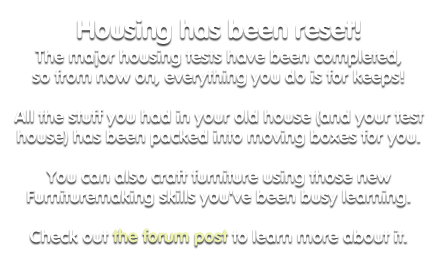 Housing has been reset!
The major housing tests have been completed,
so from now on, everything you do is for keeps!
All the stuff you had in your old house (and your test
house) has been packed into moving boxes for you.
You can also craft furniture using those new
Furnituremaking skills you've been busy learning.
Check out the forum post to learn more about it.